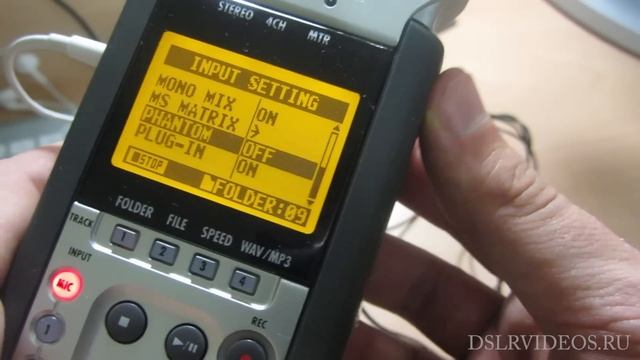 STEREO 4CH MTR
INPUT SETTING
MONO MIX ON
MS MATRIX >
PHANTOM OFF
PLUG-IN ON
STOP FOLDER:09
FOLDER FILE SPEED WAV/MP3
TRACK 1 2 3 4
INPUT
MIC
1
REC
DSLRVIDEOS.RU